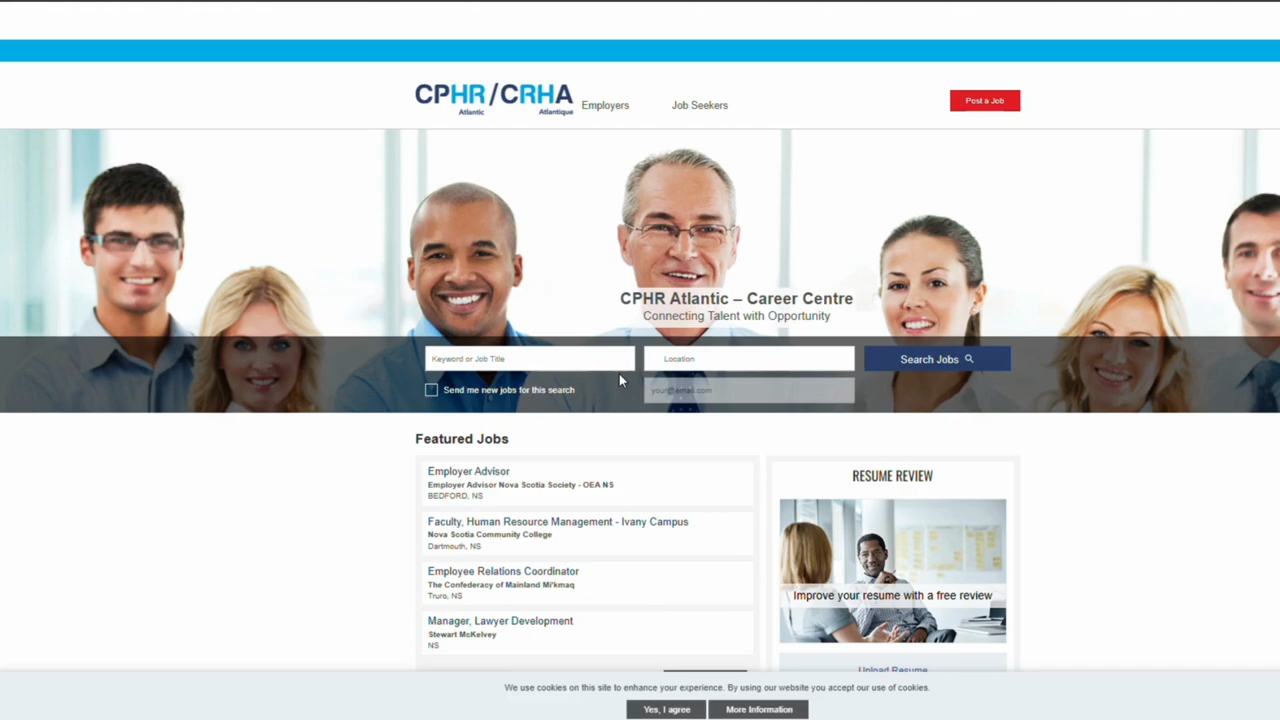 CPHR/CRHA
Atlantic Atlantique
Employers
Job Seekers
Post a Job
CPHR Atlantic – Career Centre
Connecting Talent with Opportunity
Keyword or Job Title
Location
Search Jobs
Send me new jobs for this search
your@email.com
Featured Jobs
Employer Advisor
Employer Advisor Nova Scotia Society - OEA NS
BEDFORD, NS
Faculty, Human Resource Management - Ivany Campus
Nova Scotia Community College
Dartmouth, NS
Employee Relations Coordinator
The Confederacy of Mainland Mi'kmaq
Truro, NS
Manager, Lawyer Development
Stewart McKelvey
NS
RESUME REVIEW
Improve your resume with a free review
Upload Resume
We use cookies on this site to enhance your experience. By using our website you accept our use of cookies.
Yes, I agree
More Information